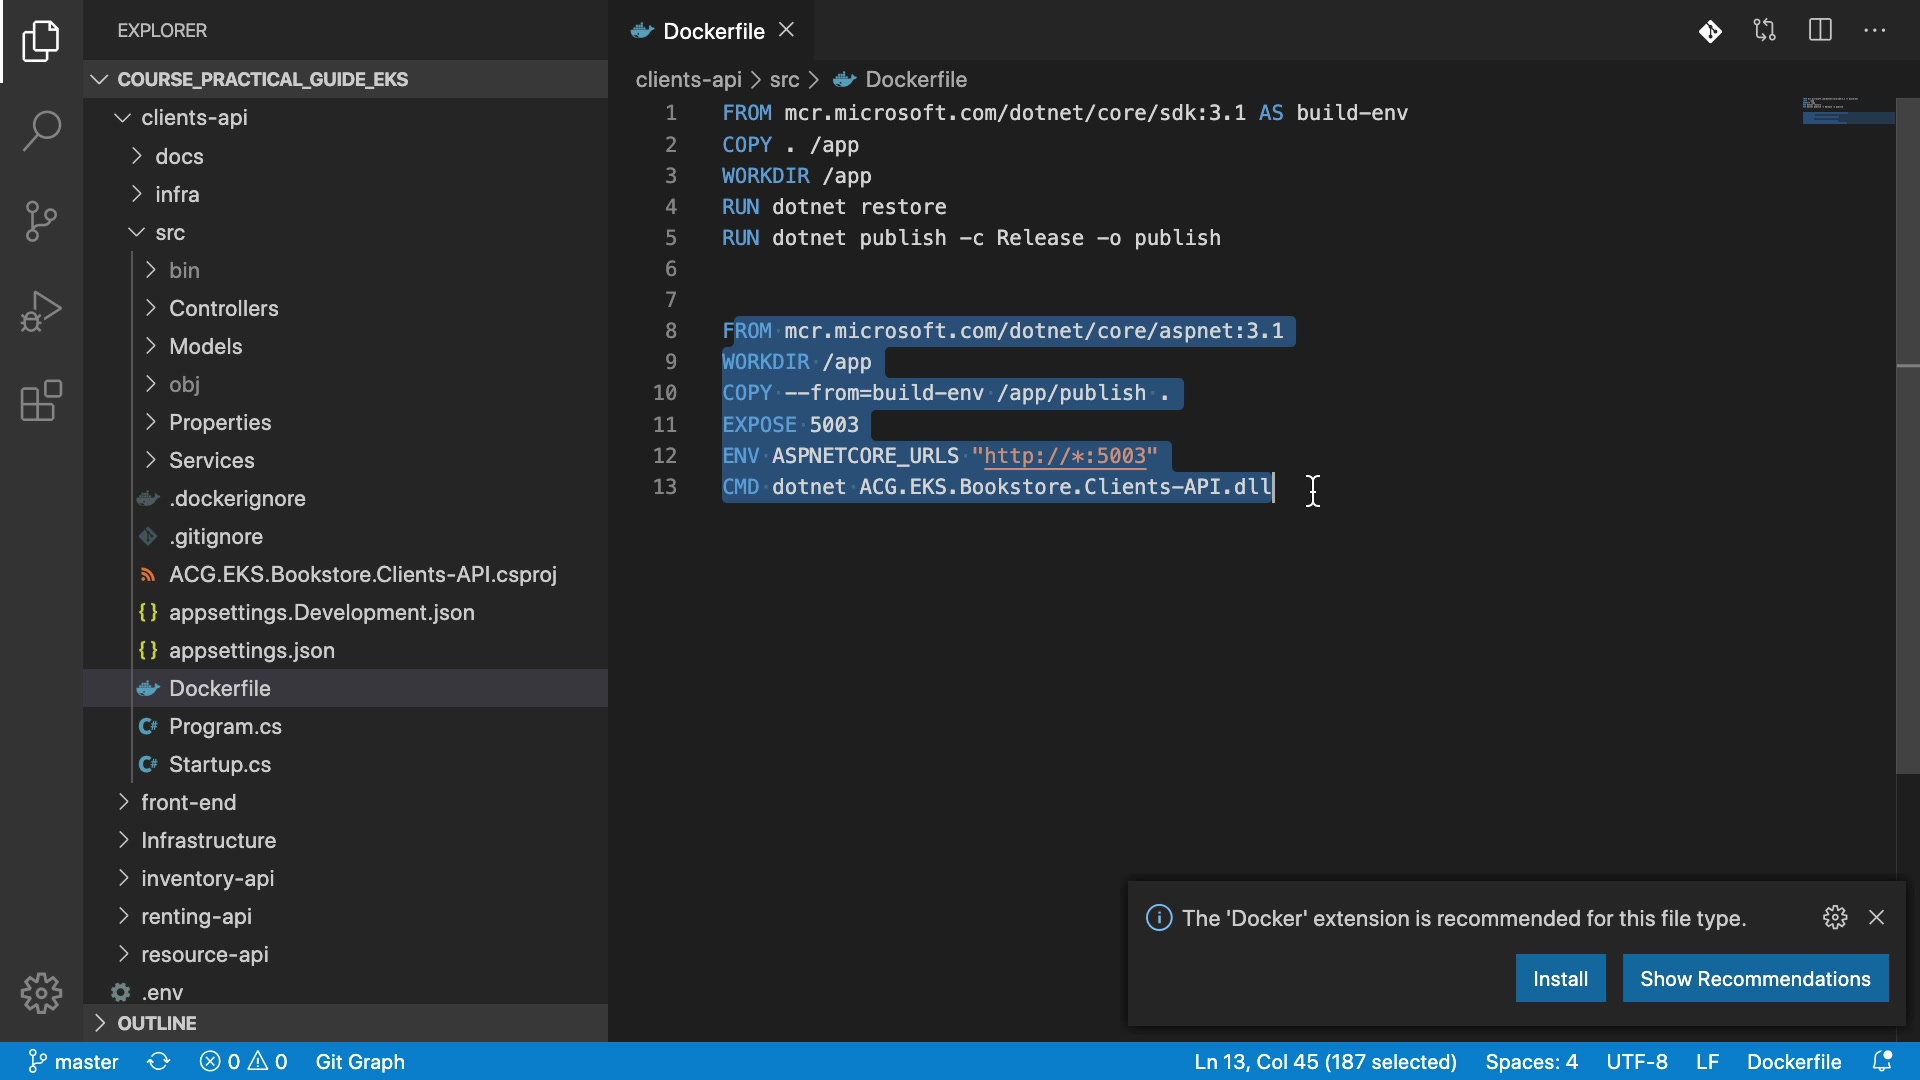 EXPLORER
COURSE_PRACTICAL_GUIDE_EKS
clients-api
docs
infra
src
bin
Controllers
Models
obj
Properties
Services
.dockerignore
.gitignore
ACG.EKS.Bookstore.Clients-API.csproj
appsettings.Development.json
appsettings.json
Dockerfile
Program.cs
Startup.cs
front-end
Infrastructure
inventory-api
renting-api
resource-api
.env
OUTLINE
Dockerfile
clients-api > src > Dockerfile
1 FROM mcr.microsoft.com/dotnet/core/sdk:3.1 AS build-env
2 COPY . /app
3 WORKDIR /app
4 RUN dotnet restore
5 RUN dotnet publish -c Release -o publish
6
7
8 FROM mcr.microsoft.com/dotnet/core/aspnet:3.1
9 WORKDIR /app
10 COPY --from=build-env /app/publish .
11 EXPOSE 5003
12 ENV ASPNETCORE_URLS "http://*:5003"
13 CMD dotnet ACG.EKS.Bookstore.Clients-API.dll
The 'Docker' extension is recommended for this file type.
Install Show Recommendations
master 0 0 Git Graph Ln 13, Col 45 (187 selected) Spaces: 4 UTF-8 LF Dockerfile